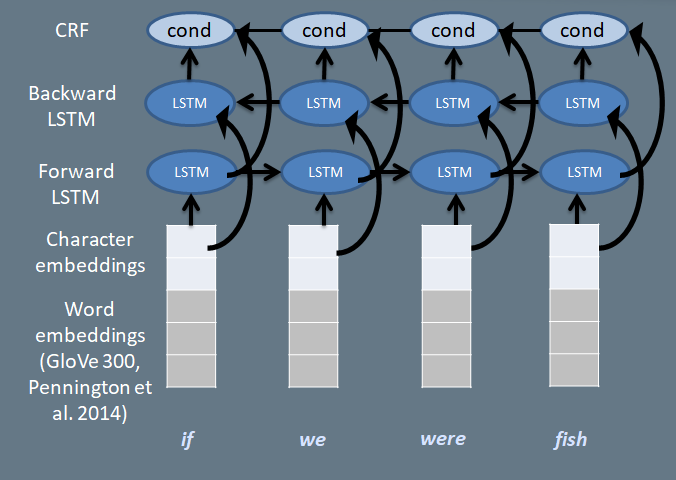 CRF
cond cond cond cond
Backward
LSTM
LSTM LSTM LSTM LSTM
Forward
LSTM
LSTM LSTM LSTM LSTM
Character
embeddings
Word
embeddings
(GloVe 300,
Pennington et
al. 2014)
if we were fish